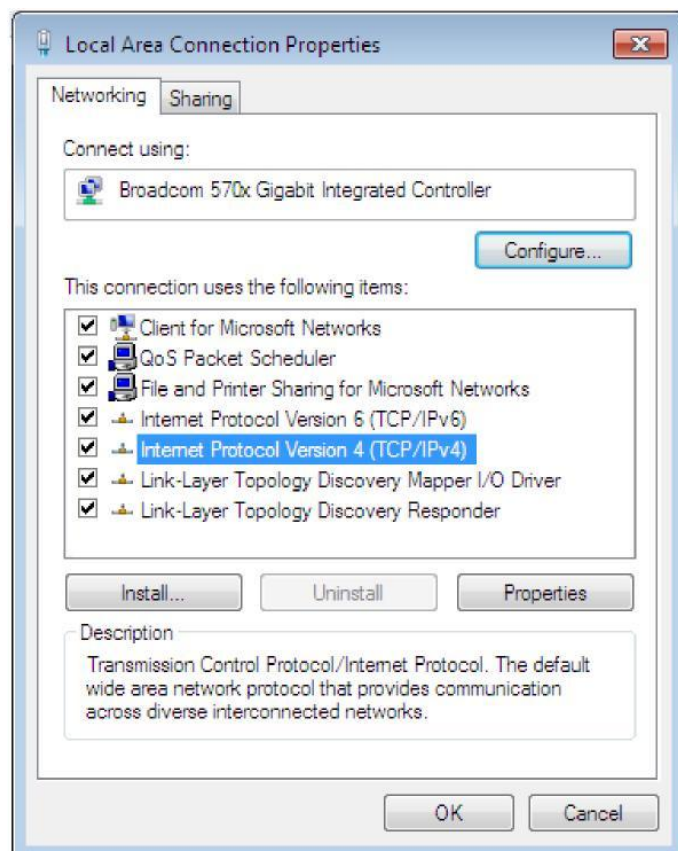 Local Area Connection Properties
Networking
Sharing
Connect using:
Broadcom 570x Gigabit Integrated Controller
Configure...
This connection uses the following items:
Client for Microsoft Networks
QoS Packet Scheduler
File and Printer Sharing for Microsoft Networks
Internet Protocol Version 6 (TCP/IPv6)
Internet Protocol Version 4 (TCP/IPv4)
Link-Layer Topology Discovery Mapper I/O Driver
Link-Layer Topology Discovery Responder
Install...
Uninstall
Properties
Description
Transmission Control Protocol/Internet Protocol. The default
wide area network protocol that provides communication
across diverse interconnected networks.
OK
Cancel